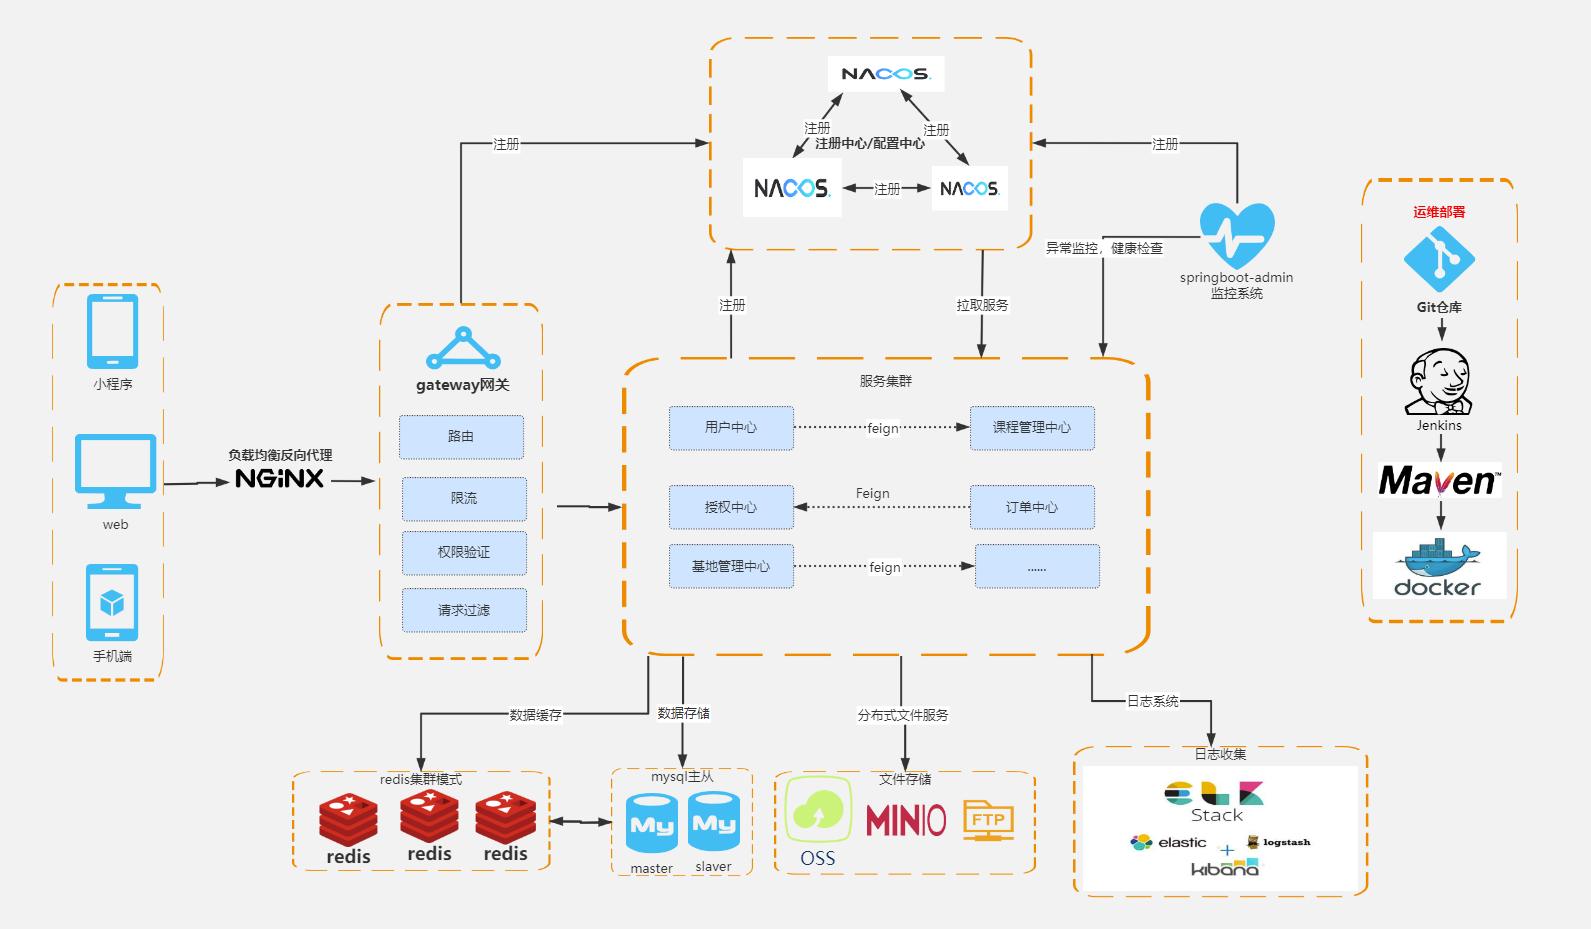 NACOS.
注册
注册
注册中心/配置中心
NACOS.
注册
NACOS.
注册
注册
异常监控，健康检查
springboot-admin
监控系统
注册
拉取服务
小程序
web
手机端
负载均衡反向代理
NGINX
gateway网关
路由
限流
权限验证
请求过滤
服务集群
用户中心
feign
课程管理中心
授权中心
Feign
订单中心
基地管理中心
feign
......
运维部署
Git仓库
Jenkins
Maven™
docker
数据缓存
数据存储
分布式文件服务
日志系统
redis集群模式
redis
redis
redis
mysql主从
My
My
master
slaver
文件存储
OSS
MINIO
FTP
日志收集
ELK
Stack
elastic
+
logstash
kibana